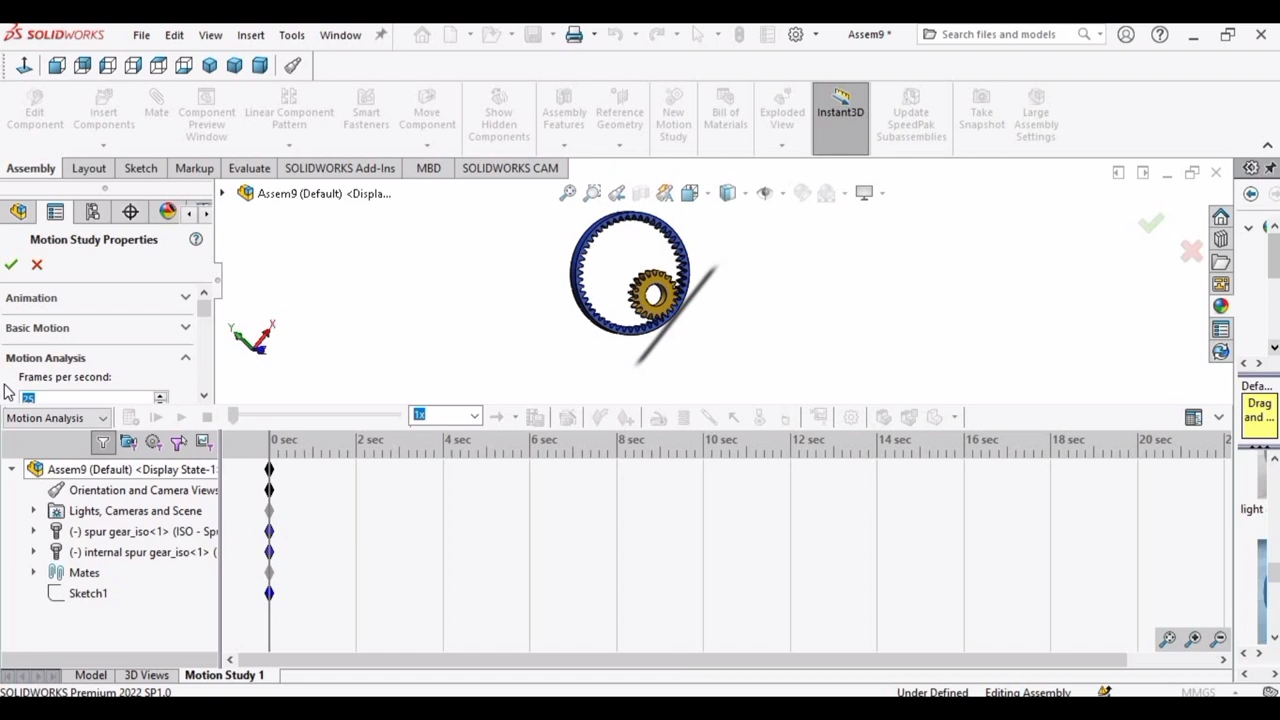 SOLIDWORKS File Edit View Insert Tools Window Assem9 * Search files and models
Edit Component
Insert Components
Mate
Component Preview Window
Linear Component Pattern
Smart Fasteners
Move Component
Show Hidden Components
Assembly Features
Reference Geometry
New Motion Study
Bill of Materials
Exploded View
Instant3D
Update SpeedPak Subassemblies
Take Snapshot
Large Assembly Settings
Assembly Layout Sketch Markup Evaluate SOLIDWORKS Add-Ins MBD SOLIDWORKS CAM
Assem9 (Default) <Displa...
Motion Study Properties
Animation
Basic Motion
Motion Analysis
Frames per second:
25
Y X
Defa...
Drag
and ...
Motion Analysis 1x
0 sec 2 sec 4 sec 6 sec 8 sec 10 sec 12 sec 14 sec 16 sec 18 sec 20 sec 2
Assem9 (Default) <Display State-1
Orientation and Camera Views
Lights, Cameras and Scene
light
(-) spur gear_iso<1> (ISO - Sp
(-) internal spur gear_iso<1> (
Mates
Sketch1
Model 3D Views Motion Study 1
SOLIDWORKS Premium 2022 SP1.0 Under Defined Editing Assembly MMGS